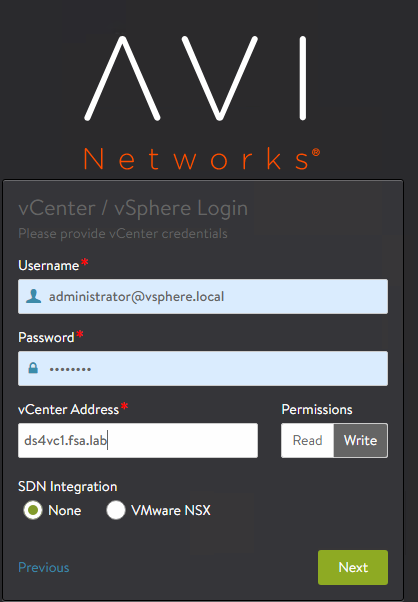 AVI
Networks®
vCenter / vSphere Login
Please provide vCenter credentials
Username*
administrator@vsphere.local
Password*
••••••••
vCenter Address* Permissions
ds4vc1.fsa.lab Read Write
SDN Integration
None VMware NSX
Previous Next